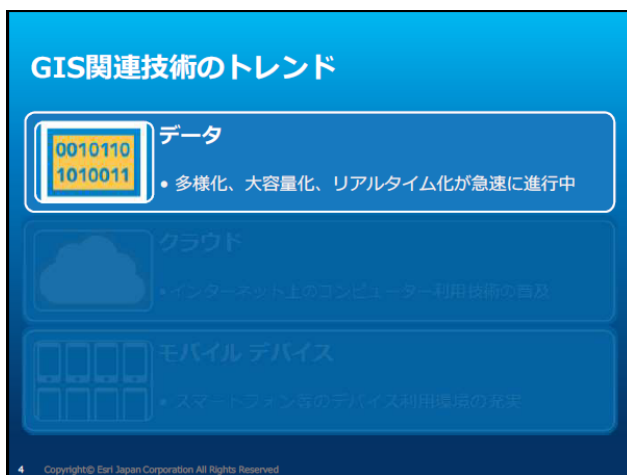 GIS関連技術のトレンド
0010110
1010011
データ
• 多様化、大容量化、リアルタイム化が急速に進行中
クラウド
• インターネット上のコンピューター利用技術の普及
モバイル デバイス
• スマートフォン等のデバイス利用環境の充実
4 Copyright© Esri Japan Corporation All Rights Reserved